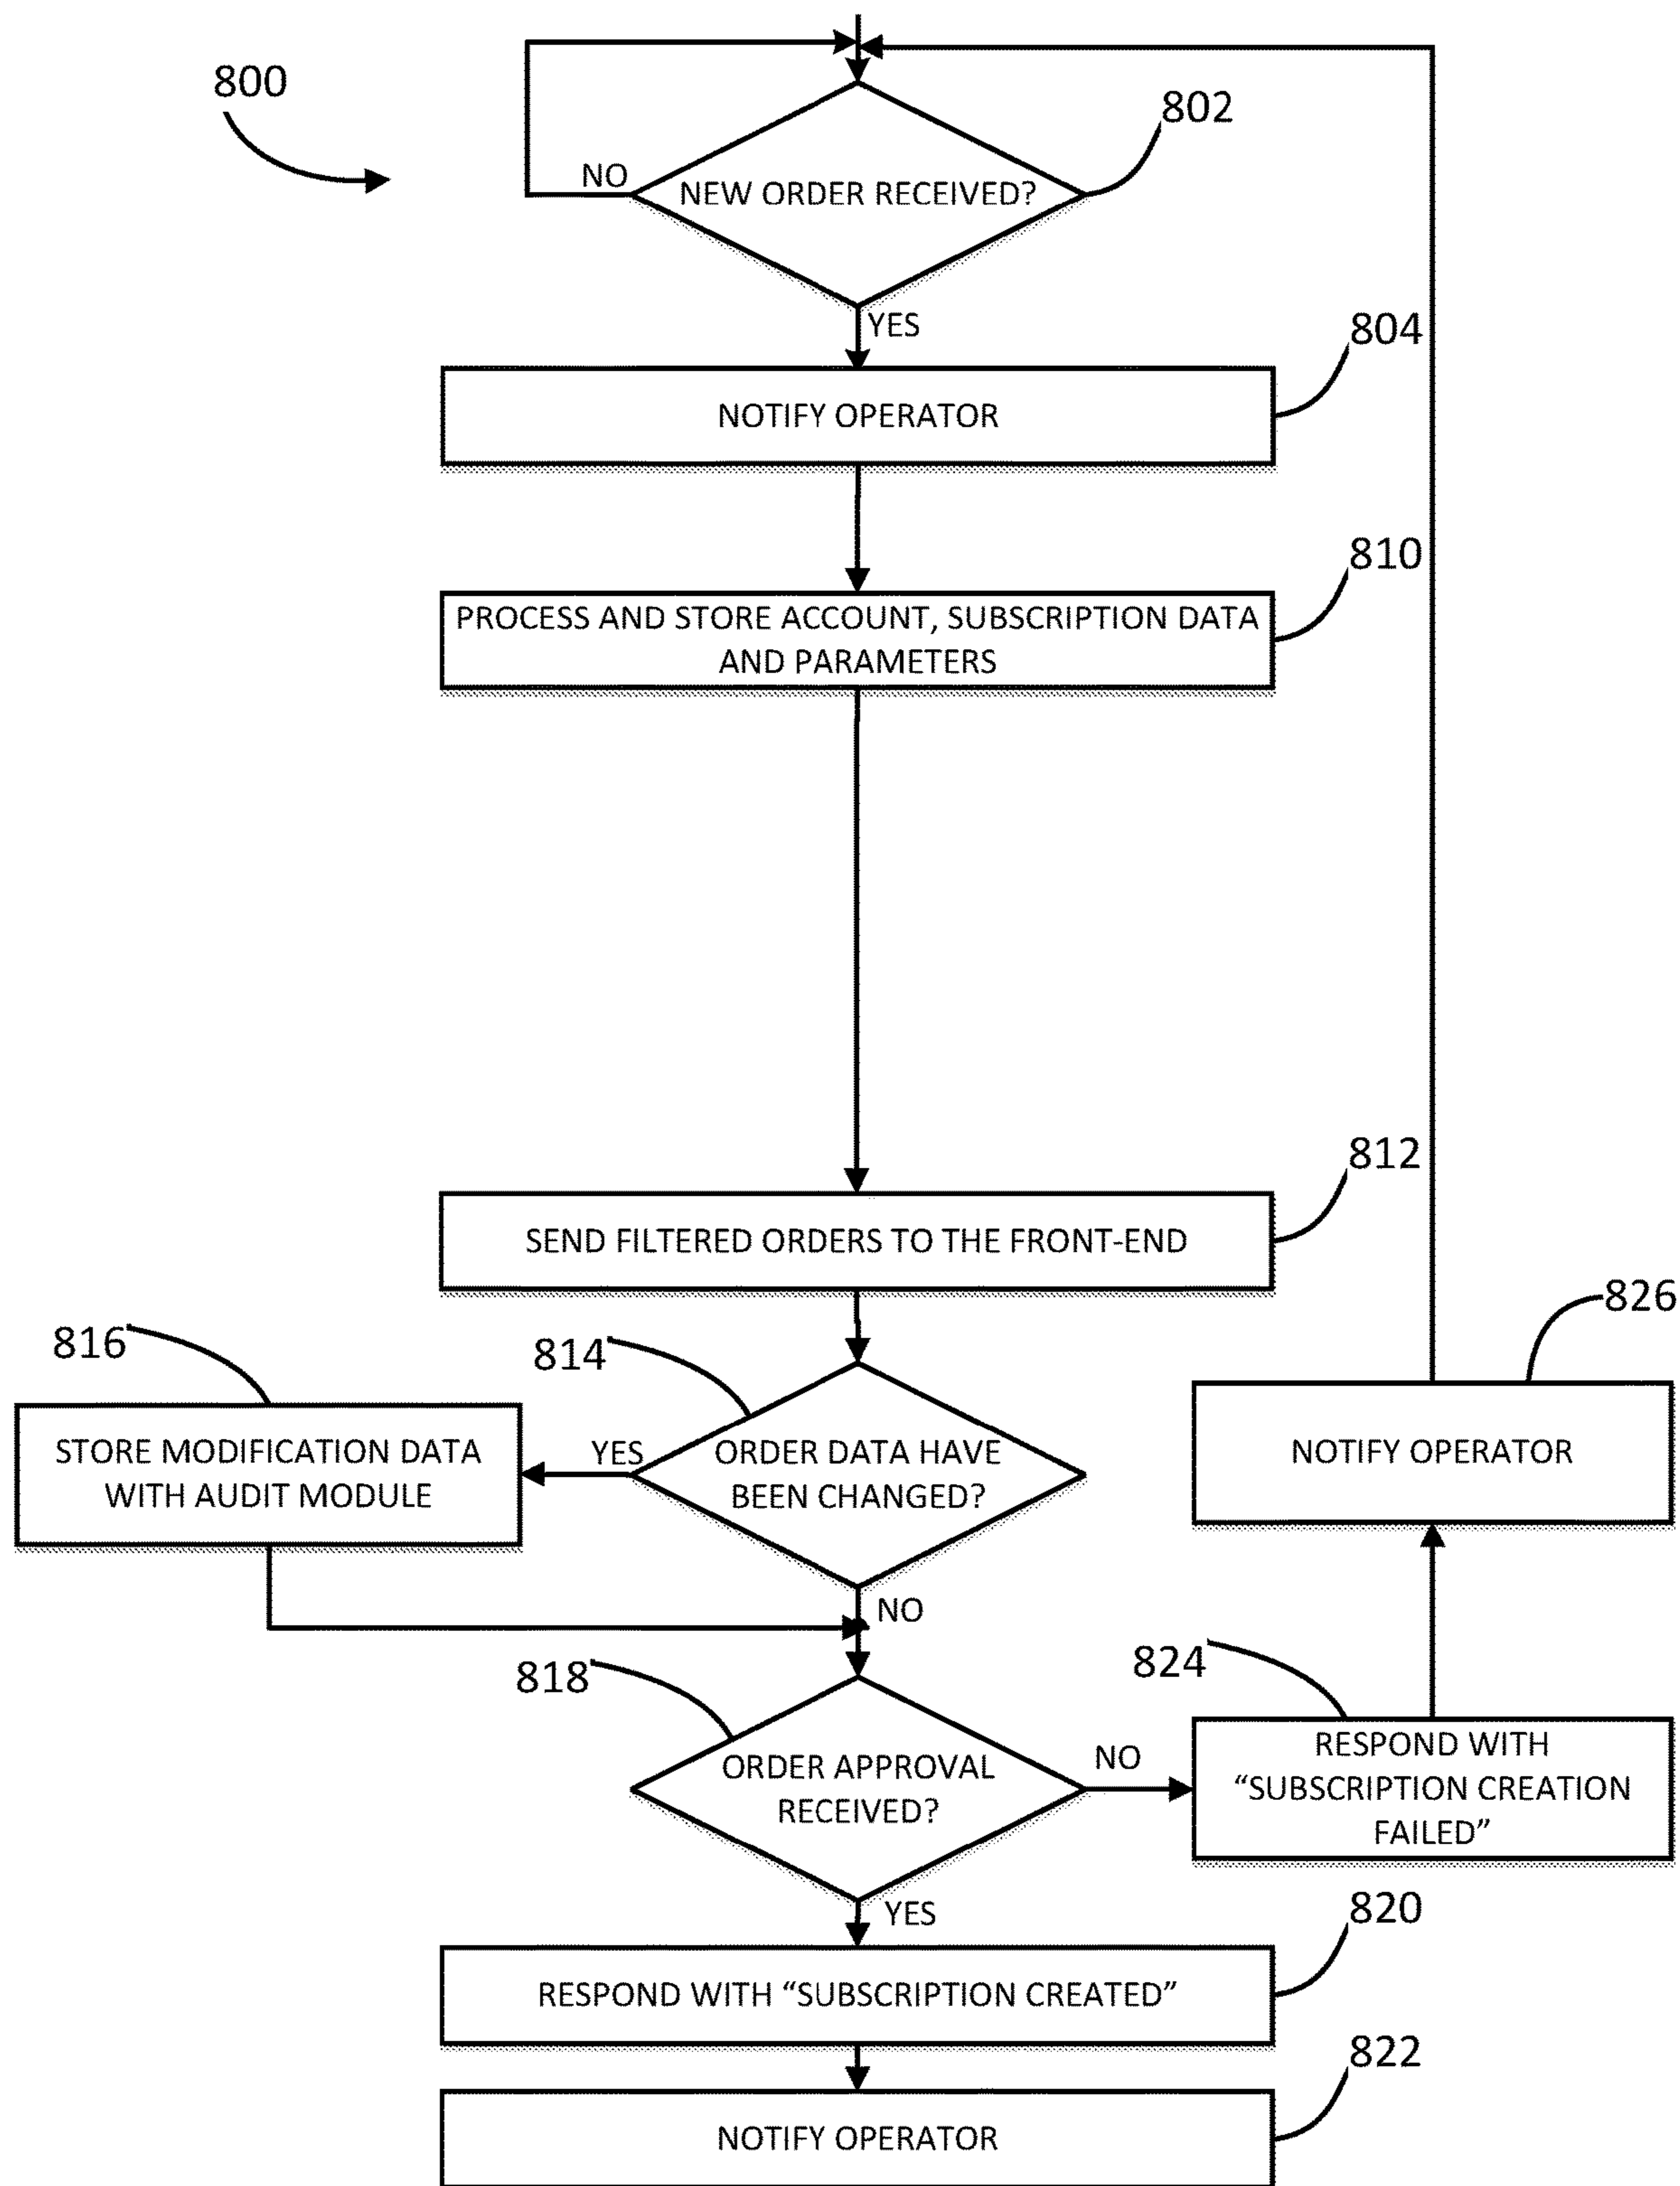 800
802
NO
NEW ORDER RECEIVED?
YES
804
NOTIFY OPERATOR
810
PROCESS AND STORE ACCOUNT, SUBSCRIPTION DATA
AND PARAMETERS
812
SEND FILTERED ORDERS TO THE FRONT-END
826
816
814
STORE MODIFICATION DATA
WITH AUDIT MODULE
YES
ORDER DATA HAVE
BEEN CHANGED?
NOTIFY OPERATOR
NO
818
824
ORDER APPROVAL
RECEIVED?
NO
RESPOND WITH
“SUBSCRIPTION CREATION
FAILED”
YES
820
RESPOND WITH “SUBSCRIPTION CREATED”
822
NOTIFY OPERATOR